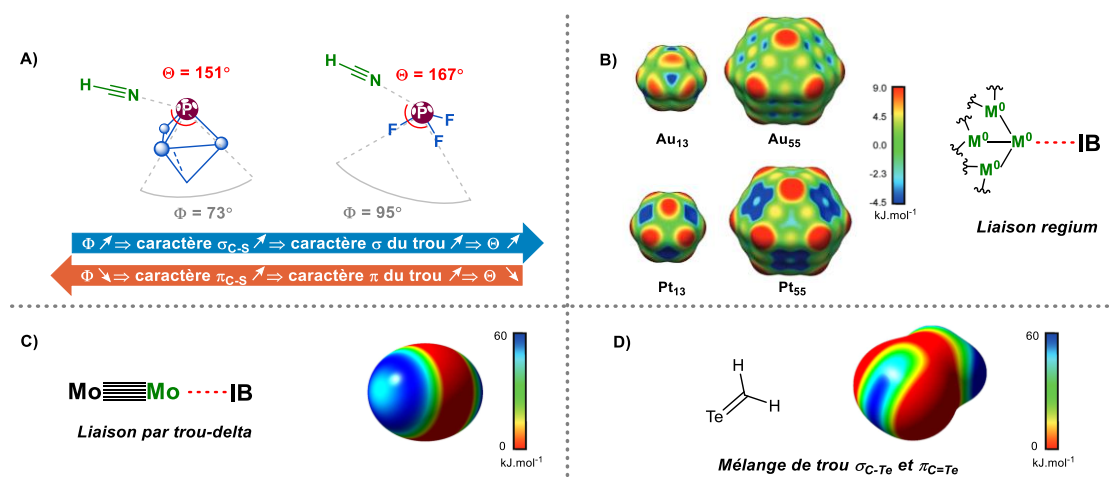 A)
H
N
Θ = 151°
P
Φ = 73°
H
N
Θ = 167°
P
F
F
F
Φ = 95°
Φ ↗ ⇒ caractère σC-S ↗ ⇒ caractère σ du trou ↗ ⇒ Θ ↗
Φ ↘ ⇒ caractère πC-S ↗ ⇒ caractère π du trou ↗ ⇒ Θ ↘
B)
Au13
Au55
Pt13
Pt55
9.0
4.5
0.00
-2.3
-4.5
kJ.mol-1
M0
M0
M0
M0
IB
Liaison regium
C)
Mo
Mo
IB
Liaison par trou-delta
60
0
kJ.mol-1
D)
H
H
Te
60
0
kJ.mol-1
Mélange de trou σC-Te et πC=Te